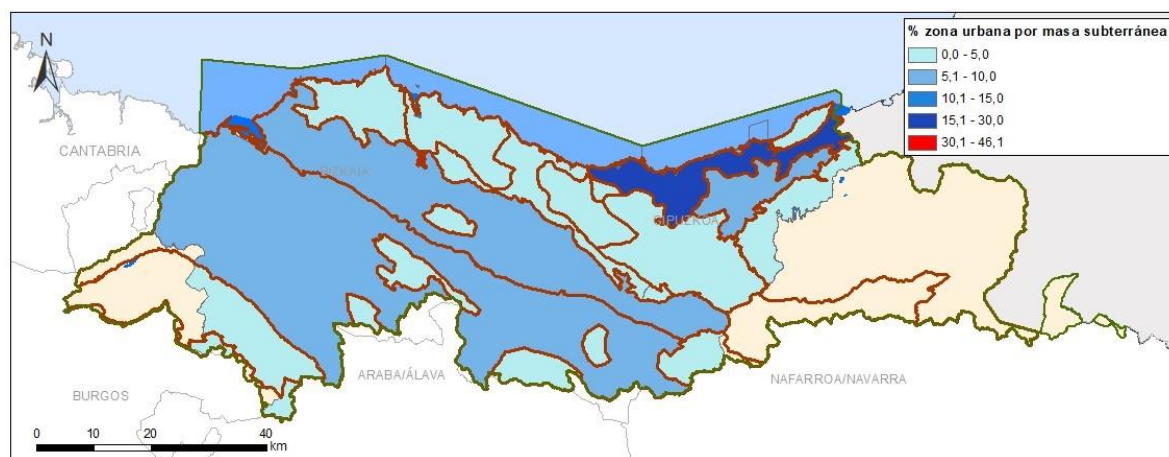 N
% zona urbana por masa subterránea
0,0 - 5,0
5,1 - 10,0
10,1 - 15,0
15,1 - 30,0
30,1 - 46,1
CANTABRIA
BIZKAIA
GIPUZKOA
ARABA/ÁLAVA
NAFARROA/NAVARRA
BURGOS
0 10 20 40
km